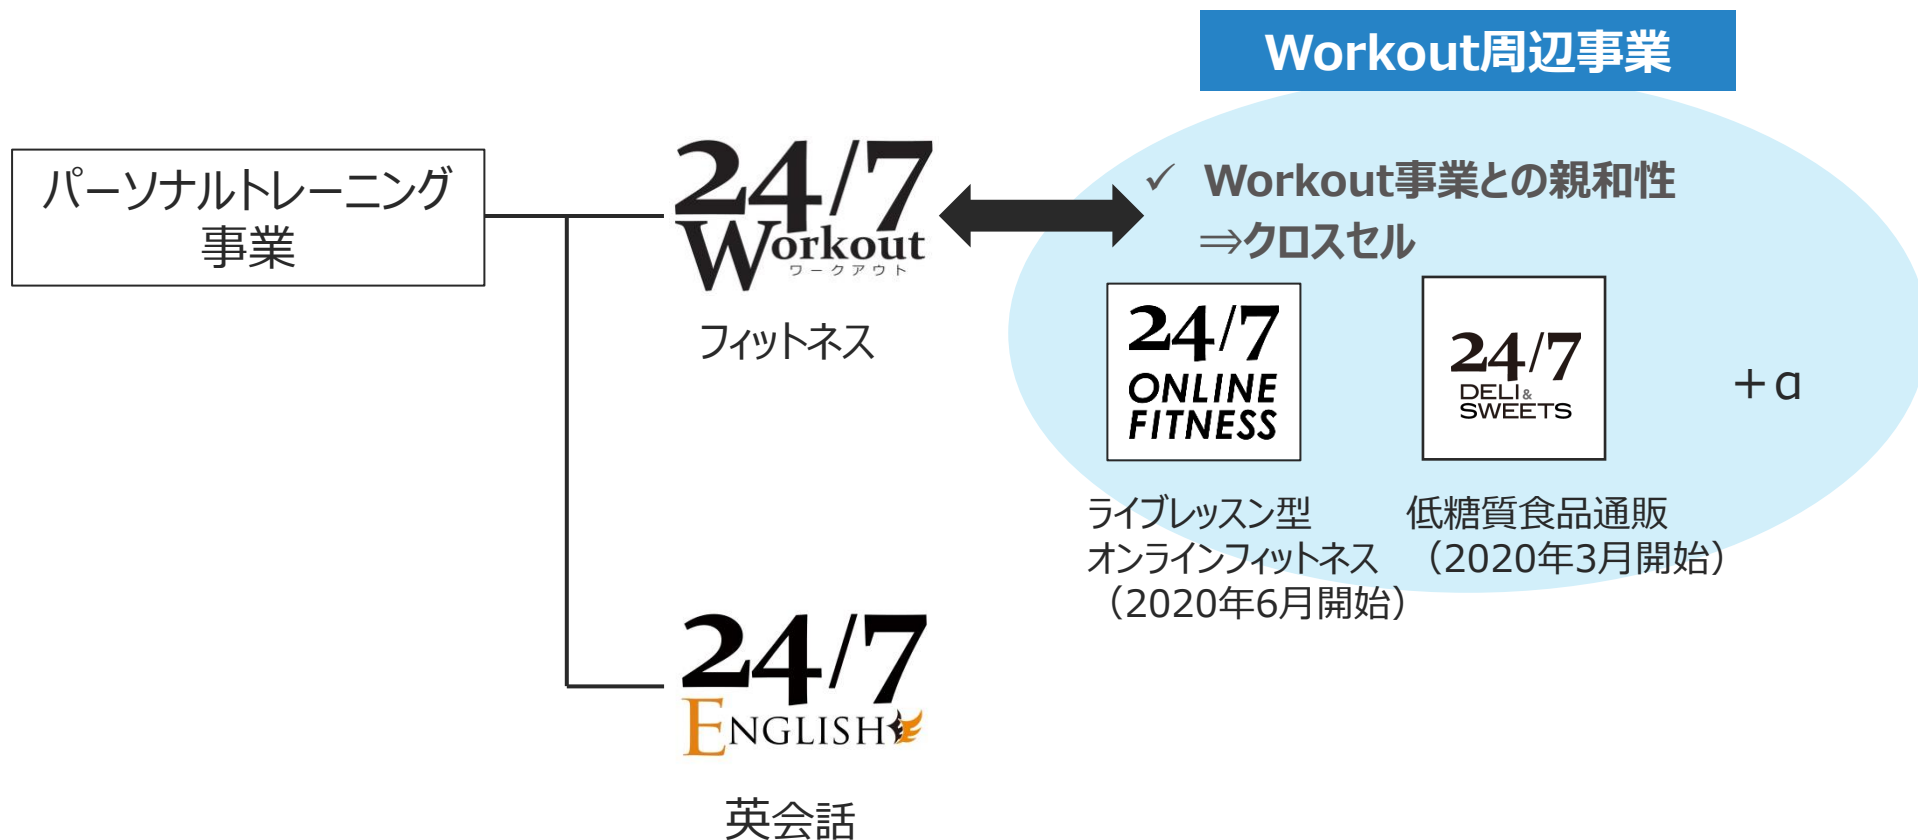 Workout周辺事業
パーソナルトレーニング
事業
24/7
Workout
ワークアウト
フィットネス
✓ Workout事業との親和性
⇒クロスセル
24/7
ONLINE
FITNESS
ライブレッスン型
オンラインフィットネス
（2020年6月開始）
24/7
DELI&
SWEETS
低糖質食品通販
（2020年3月開始）
＋α
24/7
ENGLISH
英会話